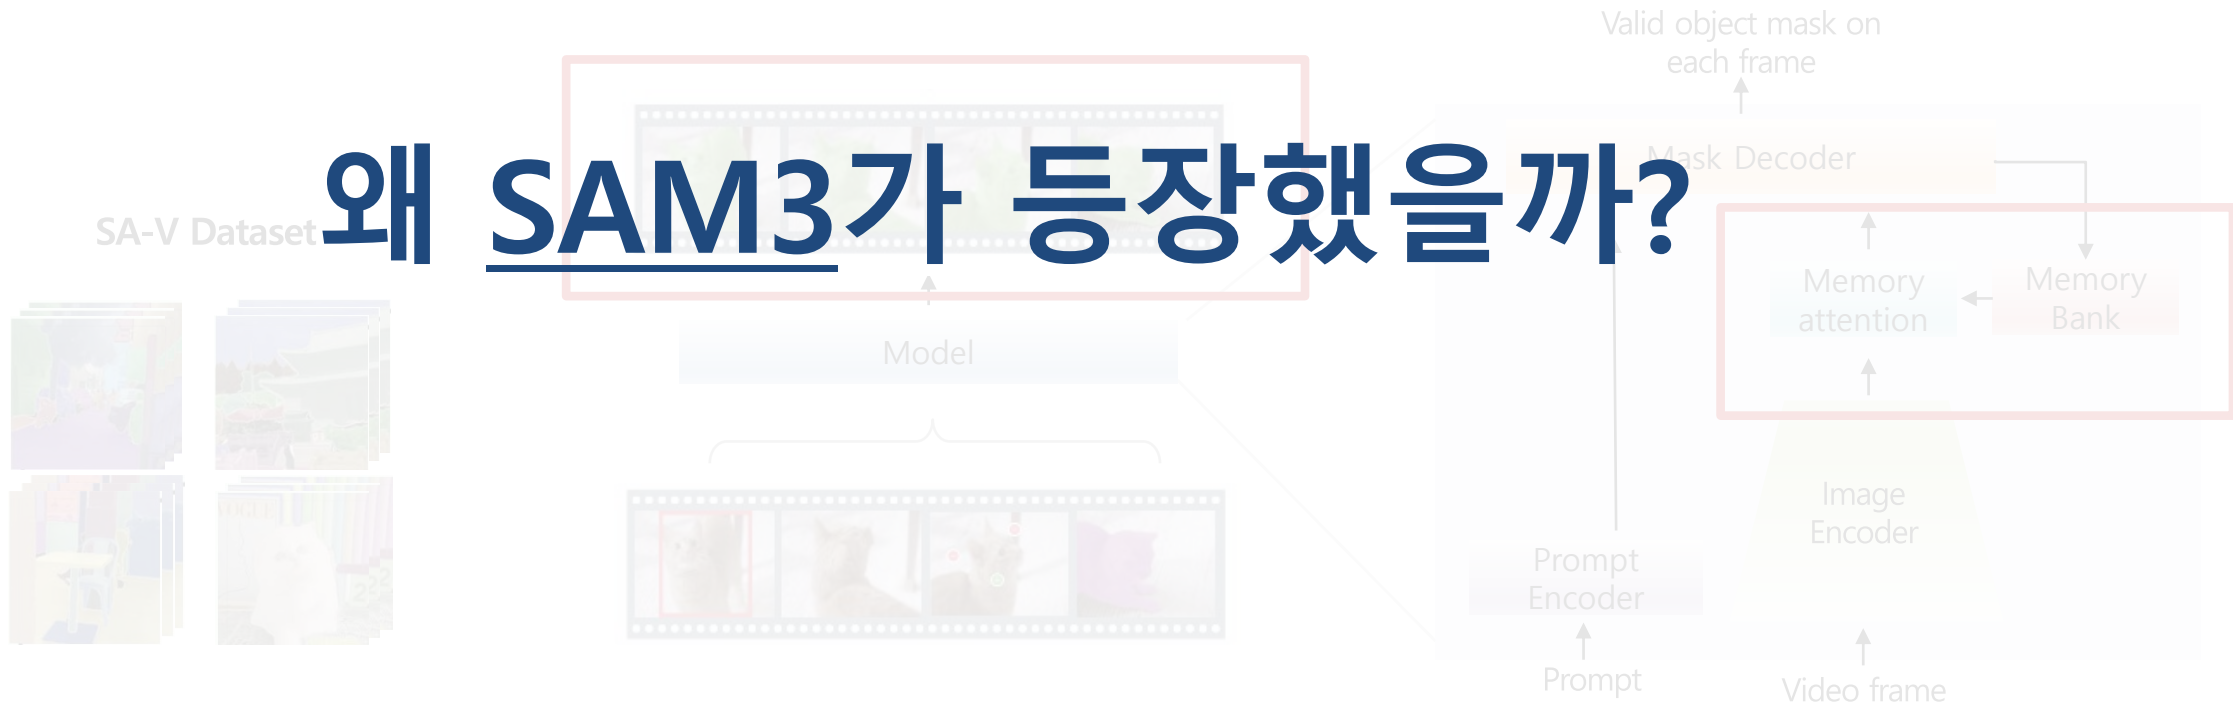 왜 SAM3가 등장했을까?
SA-V Dataset
Model
Valid object mask on
each frame
Mask Decoder
Memory
attention
Memory
Bank
Image
Encoder
Prompt
Encoder
Prompt
Video frame